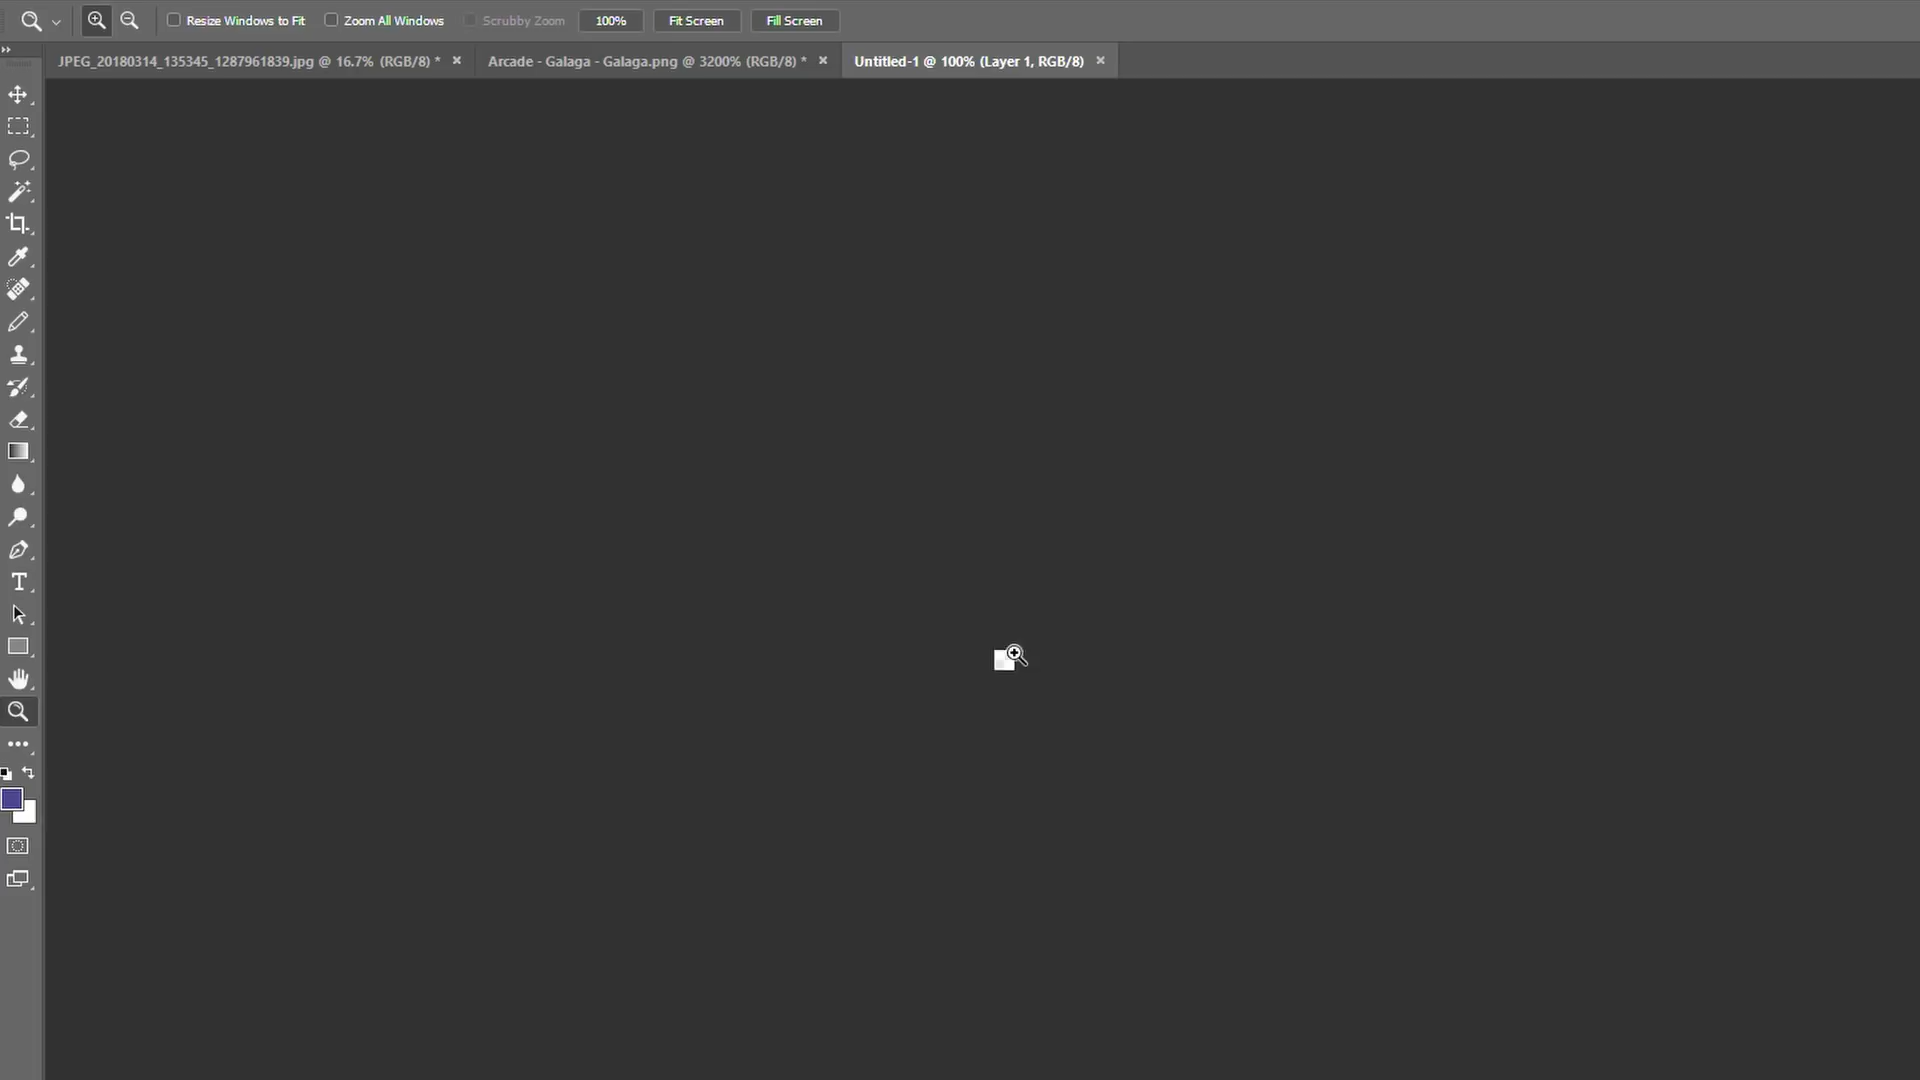 Resize Windows to Fit Zoom All Windows Scrubby Zoom 100% Fit Screen Fill Screen
JPEG_20180314_135345_1287961839.jpg @ 16.7% (RGB/8) * Arcade - Galaga - Galaga.png @ 3200% (RGB/8) * Untitled-1 @ 100% (Layer 1, RGB/8)